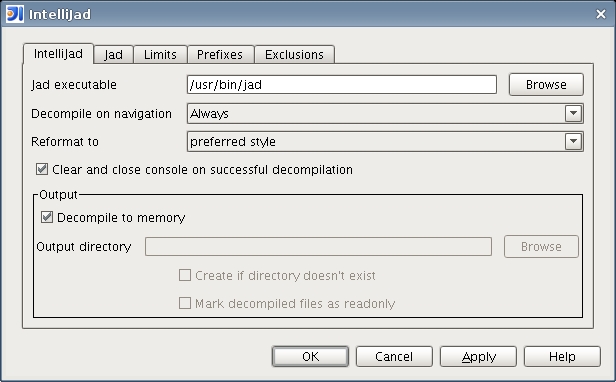 IntelliJad
IntelliJad Jad Limits Prefixes Exclusions
Jad executable /usr/bin/jad Browse
Decompile on navigation Always
Reformat to preferred style
Clear and close console on successful decompilation
Output
Decompile to memory
Output directory Browse
Create if directory doesn't exist
Mark decompiled files as readonly
OK Cancel Apply Help